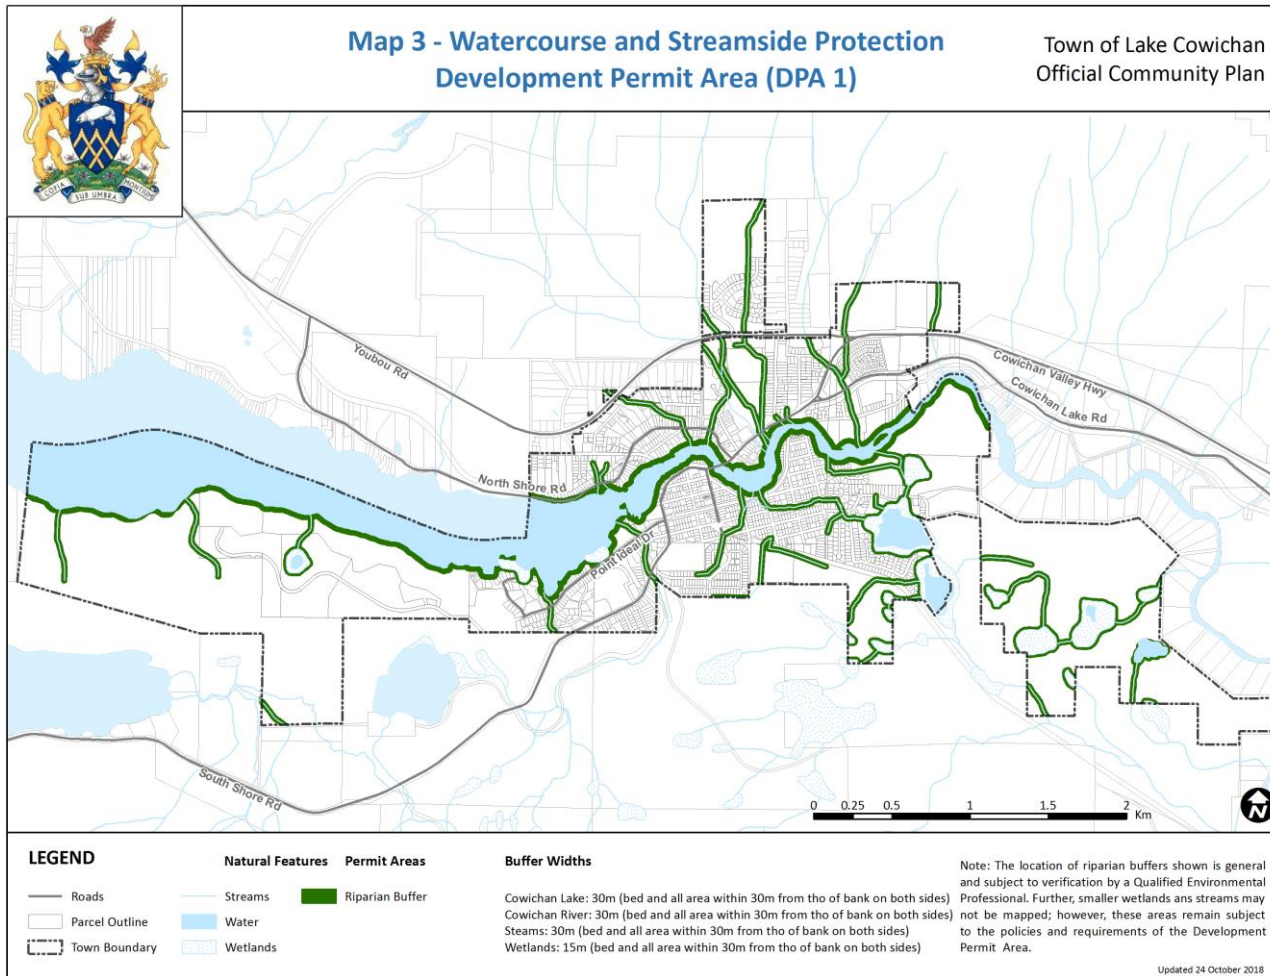 Map 3 - Watercourse and Streamside Protection
Development Permit Area (DPA 1)
Town of Lake Cowichan
Official Community Plan
COPIA
SUB UMBRA
MONTIUM
Youbou Rd
Cowichan Valley Hwy
Cowichan Lake Rd
North Shore Rd
Point Ideal Dr
South Shore Rd
0 0.25 0.5 1 1.5 2
Km
N
LEGEND
Roads
Parcel Outline
Town Boundary
Natural Features
Streams
Water
Wetlands
Permit Areas
Riparian Buffer
Buffer Widths
Cowichan Lake: 30m (bed and all area within 30m from tho of bank on both sides)
Cowichan River: 30m (bed and all area within 30m from tho of bank on both sides)
Steams: 30m (bed and all area within 30m from tho of bank on both sides)
Wetlands: 15m (bed and all area within 30m from tho of bank on both sides)
Note: The location of riparian buffers shown is general
and subject to verification by a Qualified Environmental
Professional. Further, smaller wetlands ans streams may
not be mapped; however, these areas remain subject
to the policies and requirements of the Development
Permit Area.
Updated 24 October 2018